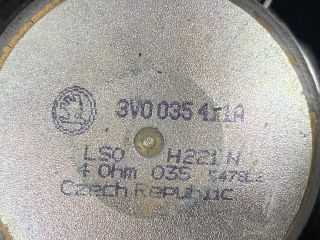 3V0 035 411A
LSO H221 N
4 Ohm 036
Czech Republic